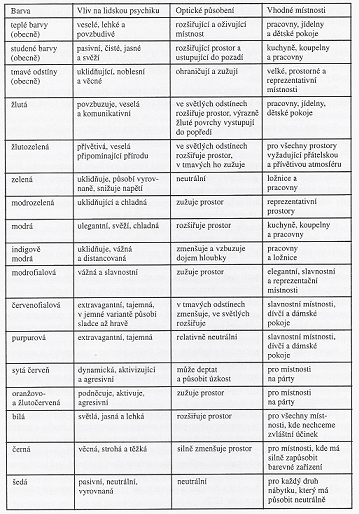 Barva
Vliv na lidskou psychiku
Optické působení
Vhodné místnosti
teplé barvy
(obecně)
veselé, lehké a
povzbudivé
rozšiřující a oživující
místnost
pracovny, jídelny
a dětské pokoje
studené barvy
(obecně)
pasivní, čisté, jasné
a svěží
rozšiřující prostor a
ustupující do pozadí
kuchyně, koupelny
a pracovny
tmavé odstíny
(obecně)
uklidňující, noblesní
a věcné
ohraničují a zužují
velké, prostorné a
reprezentativní
místnosti
žlutá
povzbuzuje, veselá
a komunikativní
ve světlých odstínech
rozšiřuje prostor, výrazně
žluté povrchy vystupují
do popředí
pracovny, jídelny,
dětské pokoje
žlutozelená
přívětivá, veselá
připomínající přírodu
ve světlých odstínech
rozšiřuje prostor,
v tmavých ho zužuje
pro všechny prostory
vyžadující přátelskou
a přívětivou atmosféru
zelená
uklidňuje, působí vyrov-
naně, snižuje napětí
neutrální
ložnice a
pracovny
modrozelená
uklidňující a chladná
zužuje prostor
reprezentativní
prostory
modrá
ulegantní, svěží, chladná
rozšiřuje prostor
kuchyně, koupelny
a pracovny
indigově
modrá
uklidňuje, vážná
a distancovaná
zmenšuje a vzbuzuje
dojem hloubky
pracovny
a ložnice
modrofialová
vážná a slavnostní
zužuje prostor
elegantní, slavnostní
a reprezentační
místnosti
červenofialová
extravagantní, tajemná,
v jemné variantě působí
sladce až hravě
v tmavých odstínech
zmenšuje, ve světlých
rozšiřuje
slavnostní místnosti,
dívčí a dámské
pokoje
purpurová
extravagantní, tajemná
relativně neutrální
slavnostní místnosti,
dívčí a dámské
pokoje
sytá červeň
dynamická, aktivizující
a agresivní
může deptat
a působit úzkost
pro místnosti
na párty
oranžovo-
a žlutočervená
podněcuje, aktivuje,
agresivní
zužuje prostor
pro místnosti
na párty
bílá
světlá, jasná a lehká
rozšiřuje prostor
pro všechny míst-
nosti, kde nechceme
zvláštní účinek
černá
věcná, strohá a těžká
silně zmenšuje prostor
pro místnosti, kde má
silně zapůsobit
barevné zařízení
šedá
pasivní, neutrální,
vyrovnaná
neutrální
pro každý druh
nábytku, který má
působit neutrálně